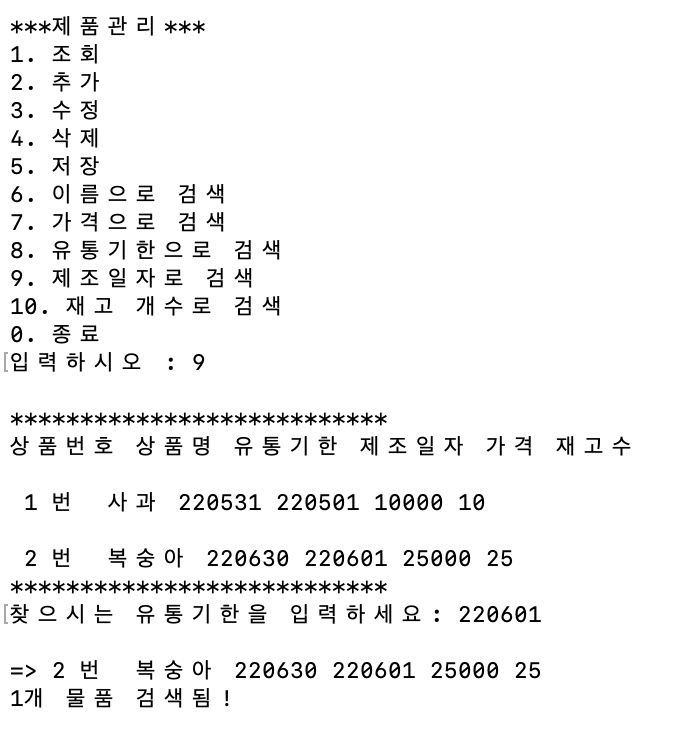 ***제품관리***
1. 조회
2. 추가
3. 수정
4. 삭제
5. 저장
6. 이름으로 검색
7. 가격으로 검색
8. 유통기한으로 검색
9. 제조일자로 검색
10. 재고 개수로 검색
0. 종료
입력하시오 : 9
***************************
상품번호 상품명 유통기한 제조일자 가격 재고수
1번 사과 220531 220501 10000 10
2번 복숭아 220630 220601 25000 25
***************************
찾으시는 유통기한을 입력하세요: 220601
=> 2번 복숭아 220630 220601 25000 25
1개 물품 검색됨!